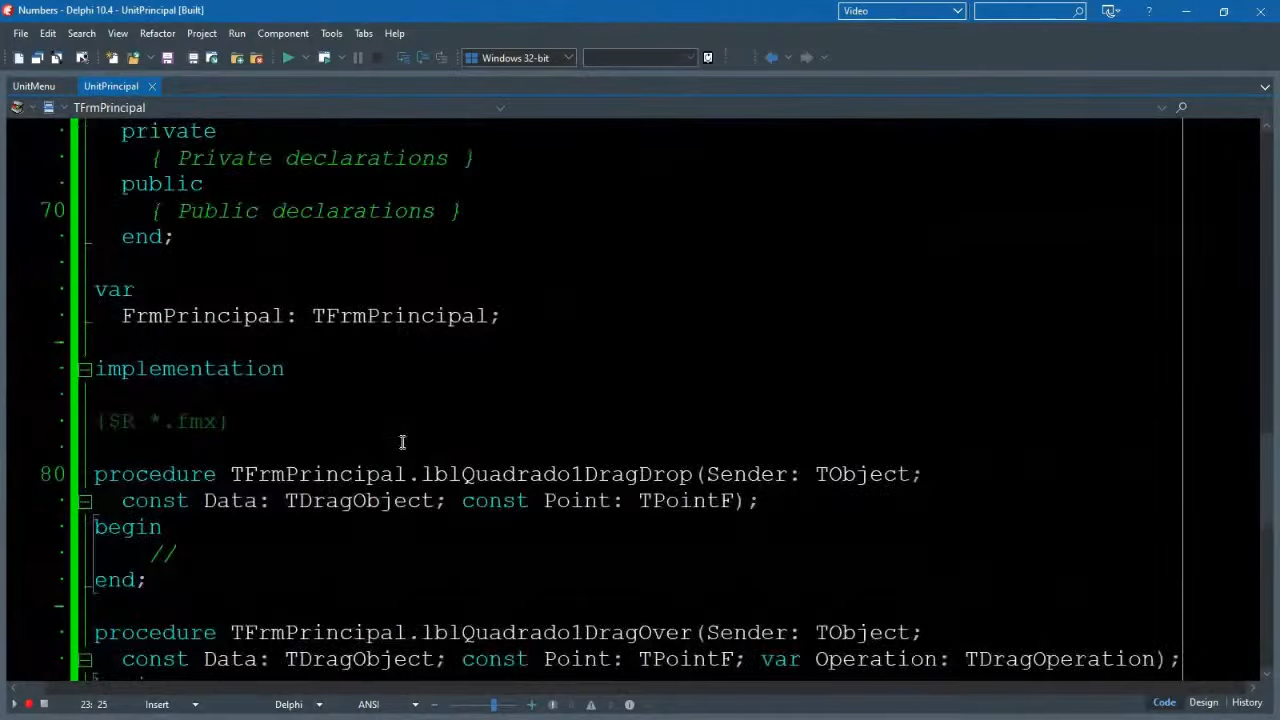 Numbers - Delphi 10.4 - UnitPrincipal [Built]
Video
File Edit Search View Refactor Project Run Component Tools Tabs Help
Windows 32-bit
UnitMenu UnitPrincipal
TFrmPrincipal
private
{ Private declarations }
public
70 { Public declarations }
end;
var
FrmPrincipal: TFrmPrincipal;
implementation
{$R *.fmx}
80 procedure TFrmPrincipal.lblQuadrado1DragDrop(Sender: TObject;
const Data: TDragObject; const Point: TPointF);
begin
//
end;
procedure TFrmPrincipal.lblQuadrado1DragOver(Sender: TObject;
const Data: TDragObject; const Point: TPointF; var Operation: TDragOperation);
23: 25 Insert Delphi ANSI Code Design History